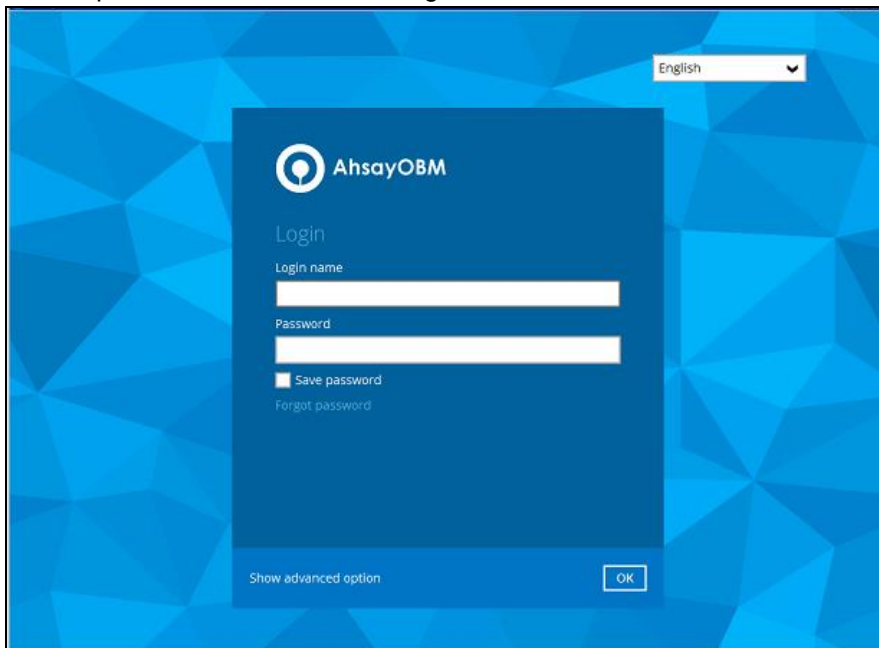 English
AhsayOBM
Login
Login name
Password
Save password
Forgot password
Show advanced option
OK